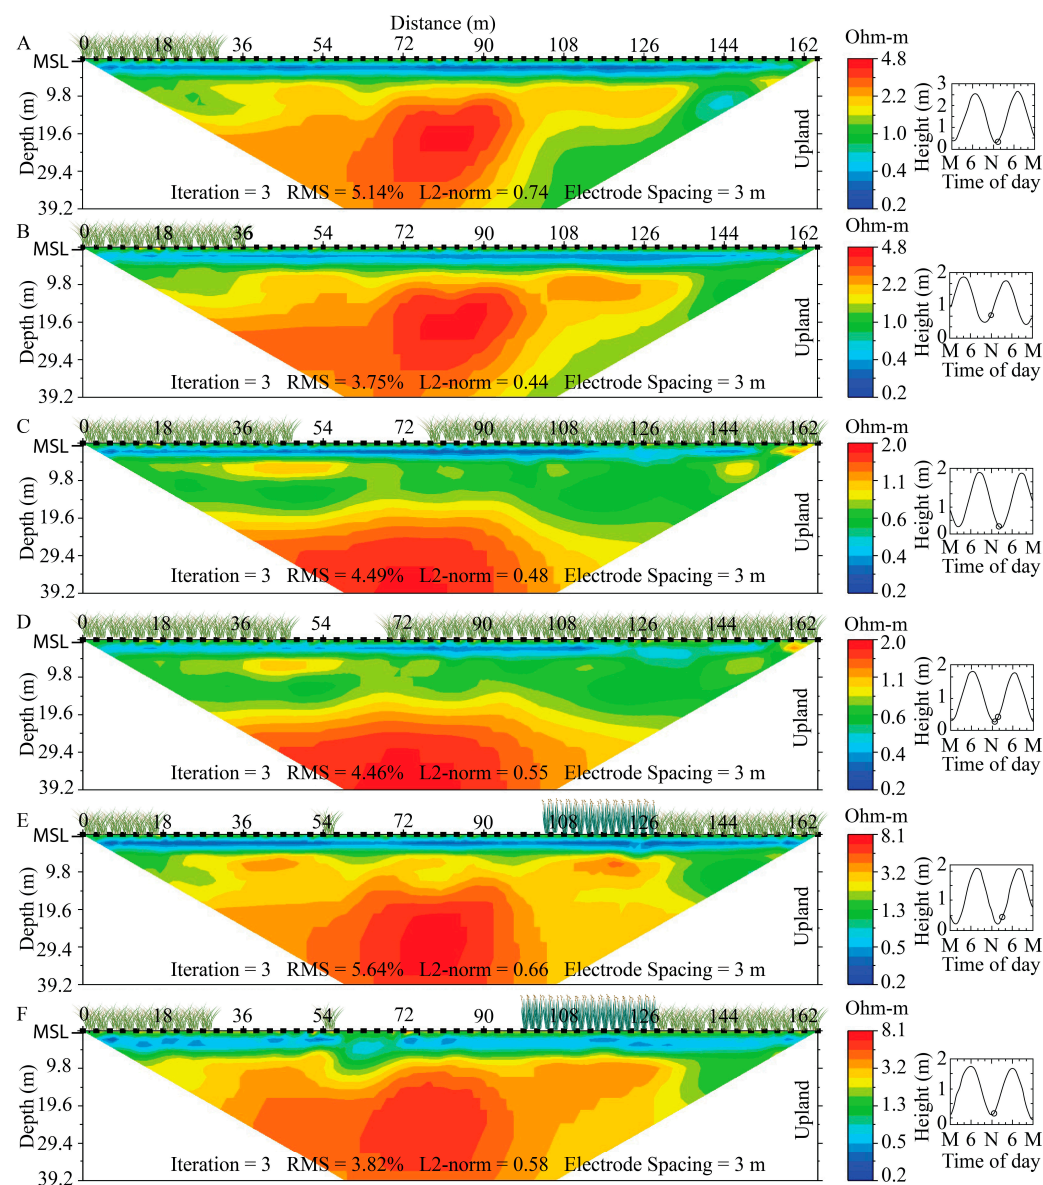 Distance (m)
A 0 18 36 54 72 90 108 126 144 162
MSL
9.8
19.6
29.4
39.2
Depth (m)
Iteration = 3 RMS = 5.14% L2-norm = 0.74 Electrode Spacing = 3 m
Upland
Ohm-m
4.8
2.2
1.0
0.4
0.2
Height (m)
3
2
1
0
M 6 N 6 M
Time of day
B 0 18 36 54 72 90 108 126 144 162
MSL
9.8
19.6
29.4
39.2
Depth (m)
Iteration = 3 RMS = 3.75% L2-norm = 0.44 Electrode Spacing = 3 m
Upland
Ohm-m
4.8
2.2
1.0
0.4
0.2
Height (m)
2
1
0
M 6 N 6 M
Time of day
C 0 18 36 54 72 90 108 126 144 162
MSL
9.8
19.6
29.4
39.2
Depth (m)
Iteration = 3 RMS = 4.49% L2-norm = 0.48 Electrode Spacing = 3 m
Upland
Ohm-m
2.0
1.1
0.6
0.4
0.2
Height (m)
2
1
0
M 6 N 6 M
Time of day
D 0 18 36 54 72 90 108 126 144 162
MSL
9.8
19.6
29.4
39.2
Depth (m)
Iteration = 3 RMS = 4.46% L2-norm = 0.55 Electrode Spacing = 3 m
Upland
Ohm-m
2.0
1.1
0.6
0.4
0.2
Height (m)
2
1
0
M 6 N 6 M
Time of day
E 0 18 36 54 72 90 108 126 144 162
MSL
9.8
19.6
29.4
39.2
Depth (m)
Iteration = 3 RMS = 5.64% L2-norm = 0.66 Electrode Spacing = 3 m
Upland
Ohm-m
8.1
3.2
1.3
0.5
0.2
Height (m)
2
1
0
M 6 N 6 M
Time of day
F 0 18 36 54 72 90 108 126 144 162
MSL
9.8
19.6
29.4
39.2
Depth (m)
Iteration = 3 RMS = 3.82% L2-norm = 0.58 Electrode Spacing = 3 m
Upland
Ohm-m
8.1
3.2
1.3
0.5
0.2
Height (m)
2
1
0
M 6 N 6 M
Time of day